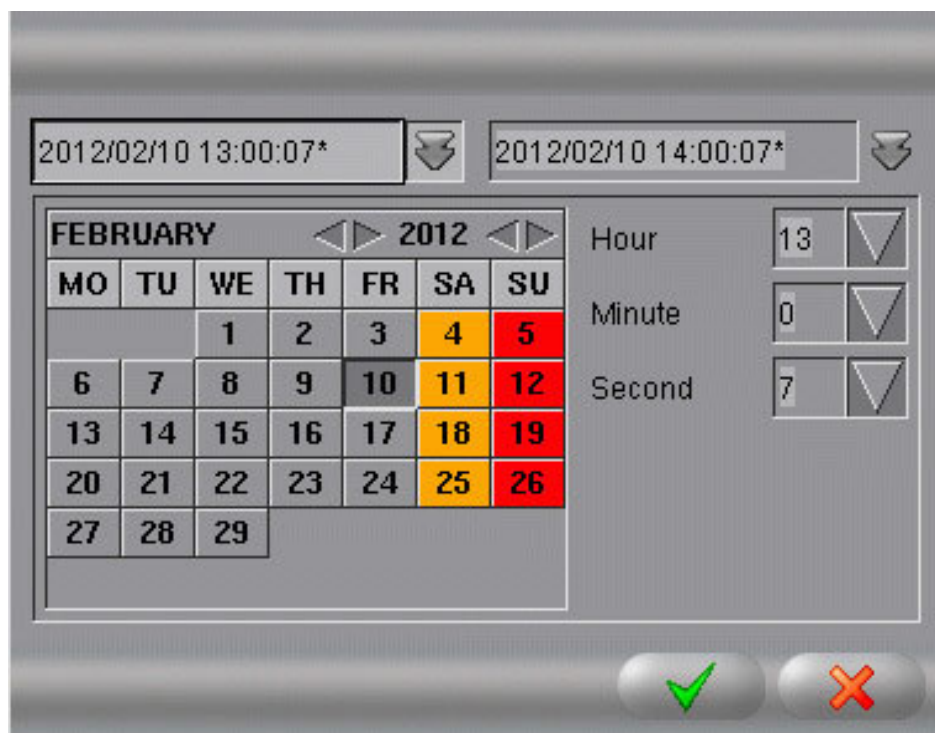 2012/02/10 13:00:07* 2012/02/10 14:00:07*
FEBRUARY 2012
MO TU WE TH FR SA SU
1 2 3 4 5
6 7 8 9 10 11 12
13 14 15 16 17 18 19
20 21 22 23 24 25 26
27 28 29
Hour 13
Minute 0
Second 7